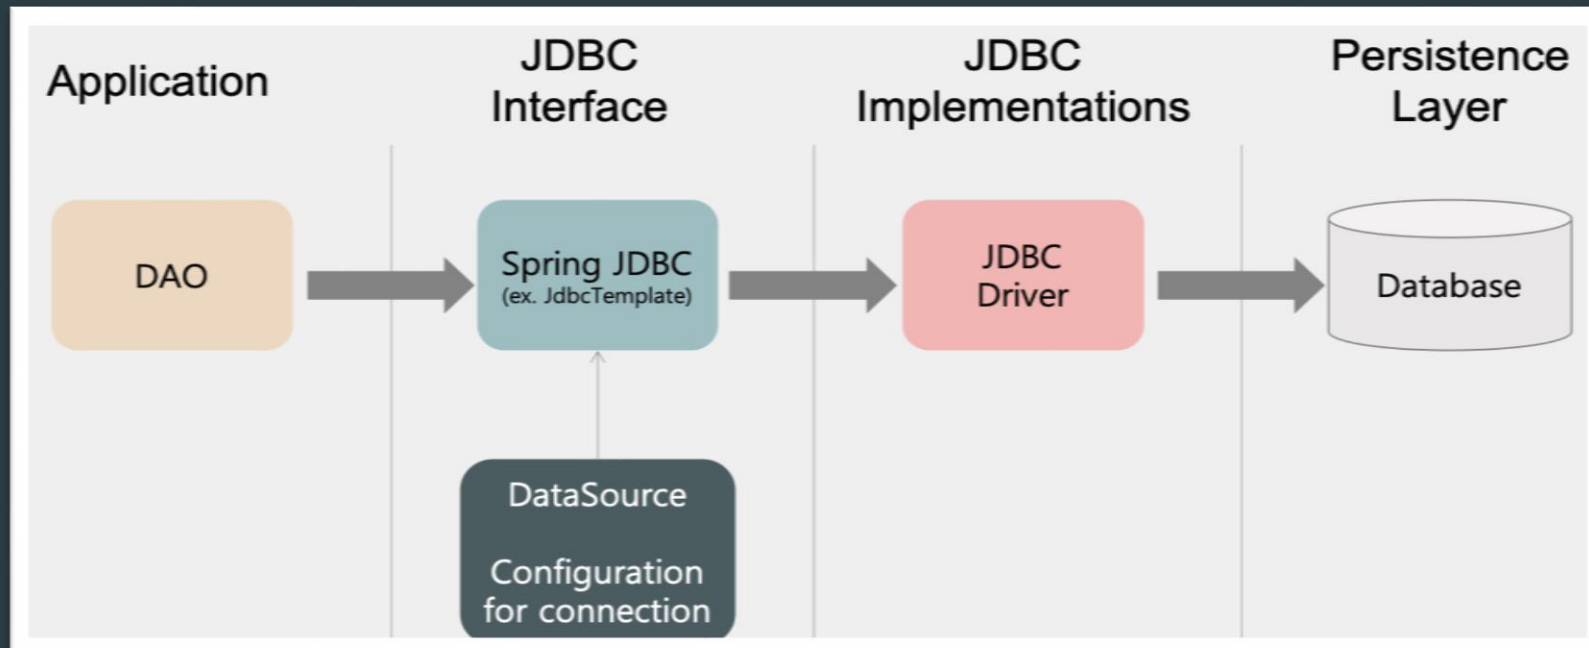 Application
JDBC
Interface
JDBC
Implementations
Persistence
Layer
DAO
Spring JDBC
(ex. JdbcTemplate)
JDBC
Driver
Database
DataSource
Configuration
for connection